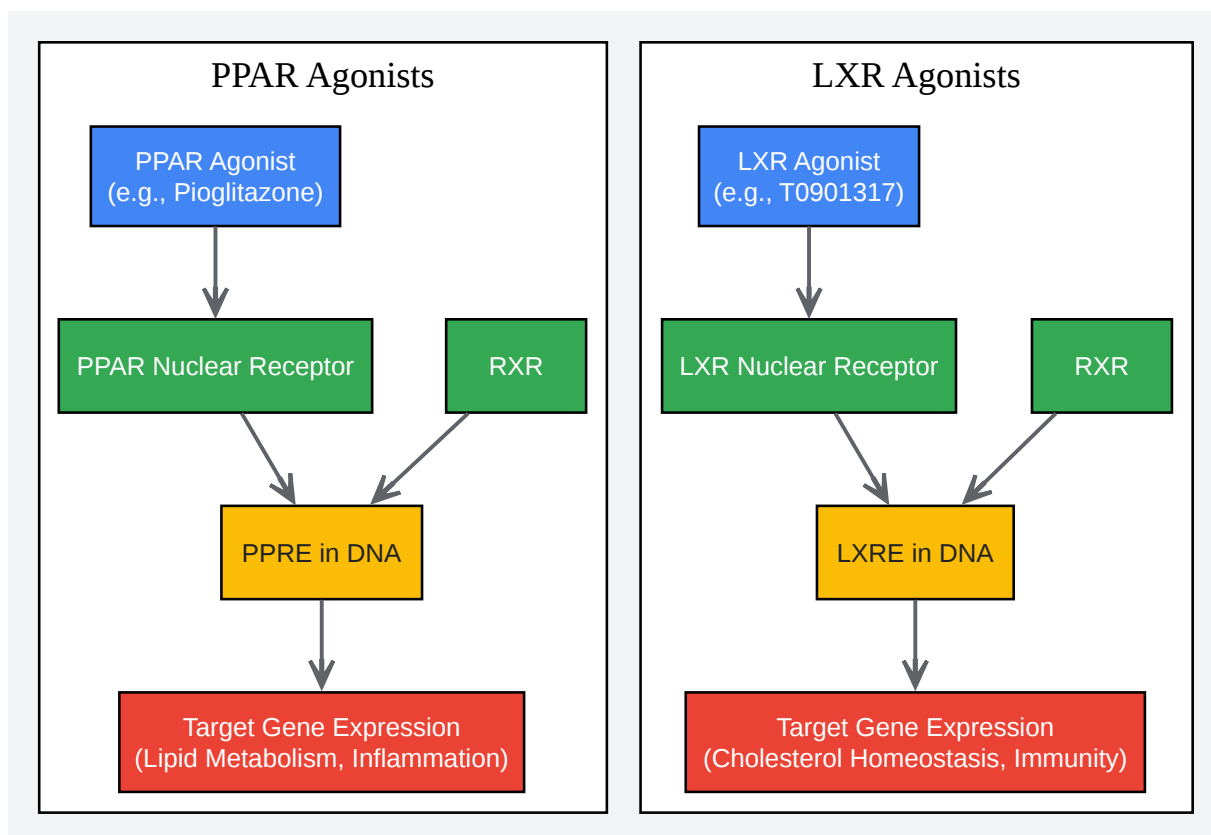 PPAR Agonists
PPAR Agonist
(e.g., Pioglitazone)
PPAR Nuclear Receptor
RXR
PPRE in DNA
Target Gene Expression
(Lipid Metabolism, Inflammation)
LXR Agonists
LXR Agonist
(e.g., T0901317)
LXR Nuclear Receptor
RXR
LXRE in DNA
Target Gene Expression
(Cholesterol Homeostasis, Immunity)